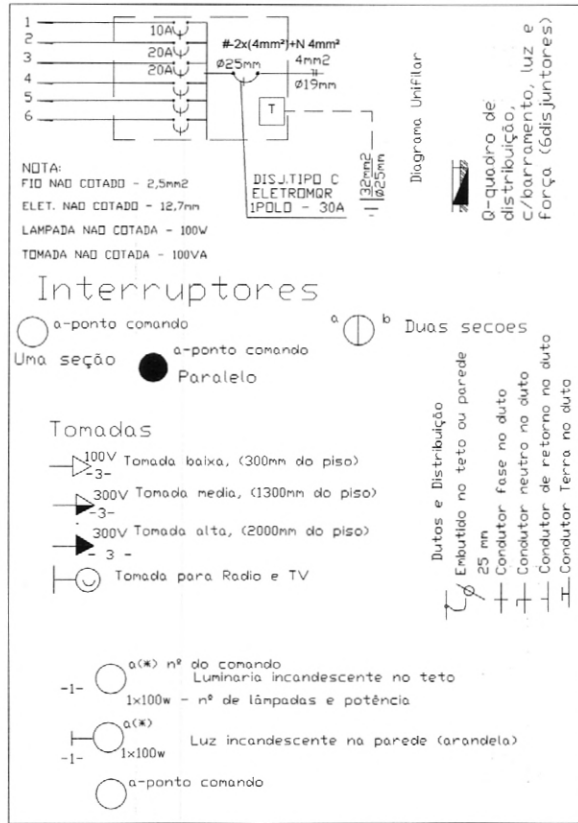 1
10A
2
20A
3
20A
4
5
6
#-2x(4mm²)+N 4mm²
Ø25mm
4mm2
Ø19mm
T
32mm2
Ø25mm
DISJ.TIPO C
ELETROMQR
1POLO - 30A
NOTA:
FIO NAO COTADO - 2,5mm2
ELET. NAO COTADO - 12,7mm
LAMPADA NAO COTADA - 100W
TOMADA NAO COTADA - 100VA
Diagrama Unifilar
Q-quadro de
distribuição,
c/barramento, luz e
força (6disjuntores)
Interruptores
a-ponto comando
Uma seção
a-ponto comando
Paralelo
a
b
Duas secoes
Tomadas
100V
-3-
Tomada baixa, (300mm do piso)
300V
-3-
Tomada media, (1300mm do piso)
300V
- 3 -
Tomada alta, (2000mm do piso)
Tomada para Radio e TV
Dutos e Distribuição
Embutido no teto ou parede
25 mm
Condutor fase no duto
Condutor neutro no duto
Condutor de retorno no duto
Condutor Terra no duto
a(*) nº do comando
Luminaria incandescente no teto
-1-
1x100w - nº de lâmpadas e potência
a(*)
Luz incandescente na parede (arandela)
-1-
1x100w
a-ponto comando